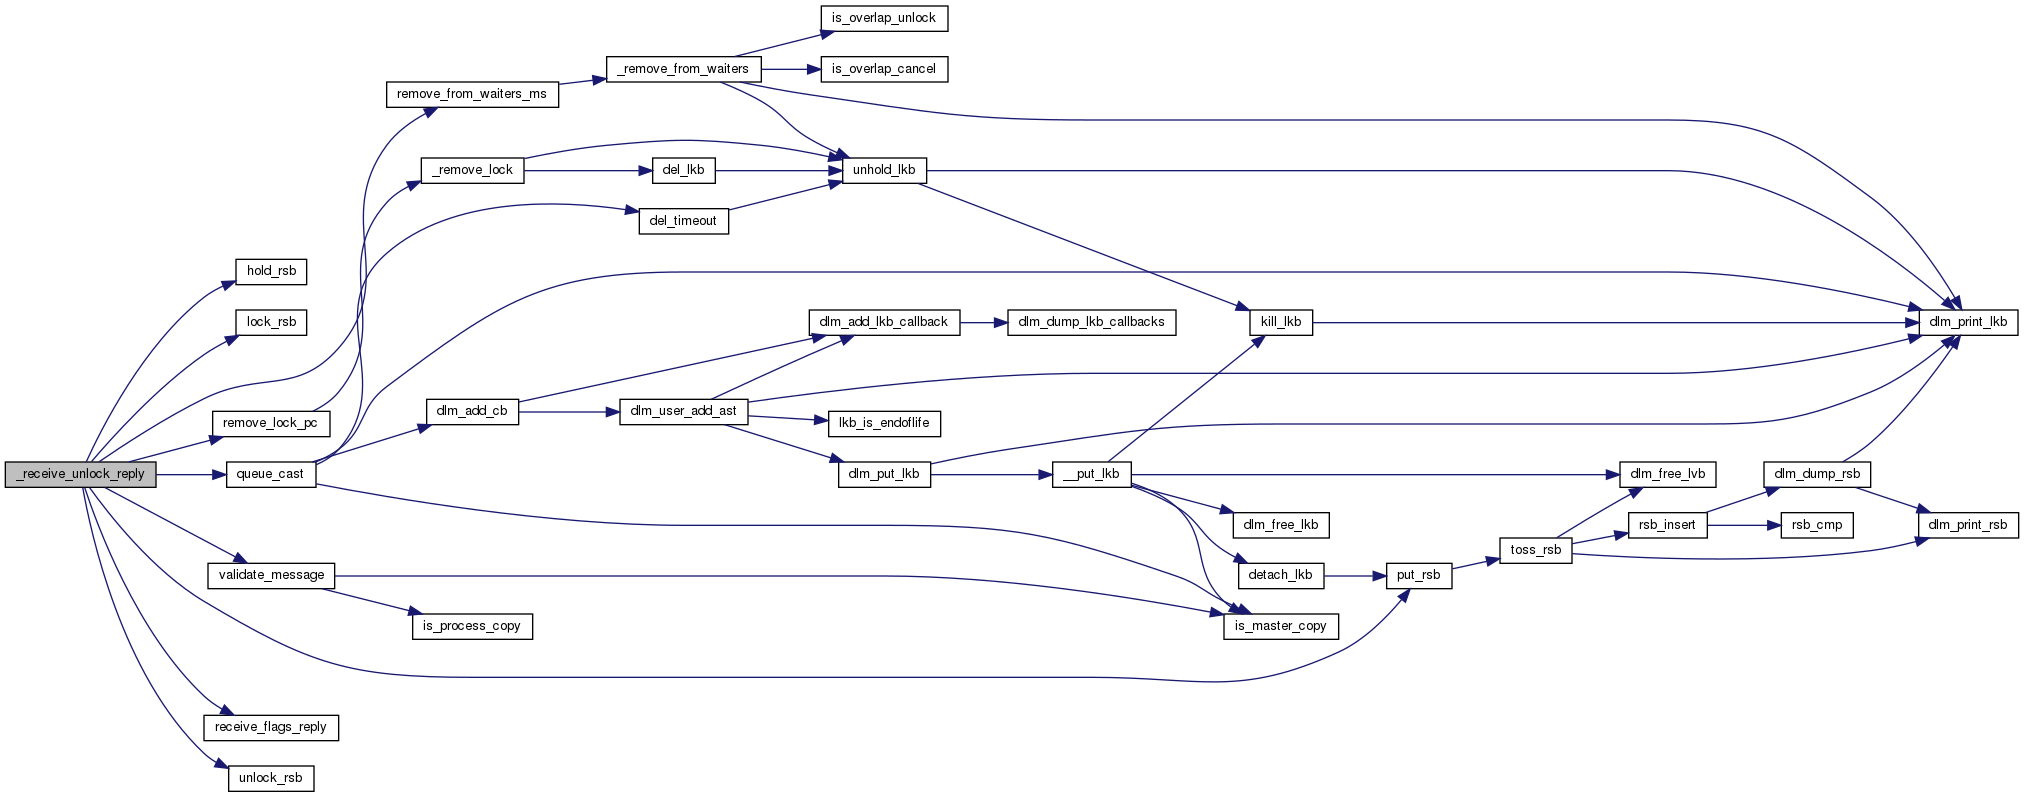 is_overlap_unlock
_remove_from_waiters
is_overlap_cancel
remove_from_waiters_ms
_remove_lock
del_lkb
unhold_lkb
del_timeout
hold_rsb
lock_rsb
dlm_add_lkb_callback
dlm_dump_lkb_callbacks
kill_lkb
dlm_print_lkb
remove_lock_pc
dlm_add_cb
dlm_user_add_ast
lkb_is_endoflife
_receive_unlock_reply
queue_cast
dlm_put_lkb
__put_lkb
dlm_free_lvb
dlm_dump_rsb
dlm_free_lkb
rsb_insert
rsb_cmp
dlm_print_rsb
toss_rsb
validate_message
detach_lkb
put_rsb
is_process_copy
is_master_copy
receive_flags_reply
unlock_rsb